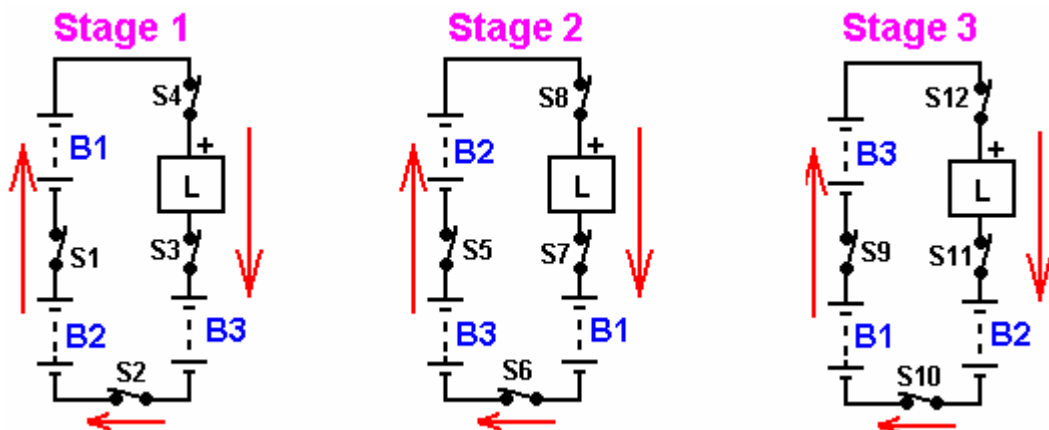 Stage 1
S4
B1
+
L
S1
S3
B2
B3
S2
Stage 2
S8
B2
+
L
S5
S7
B3
B1
S6
Stage 3
S12
B3
+
L
S9
S11
B1
B2
S10